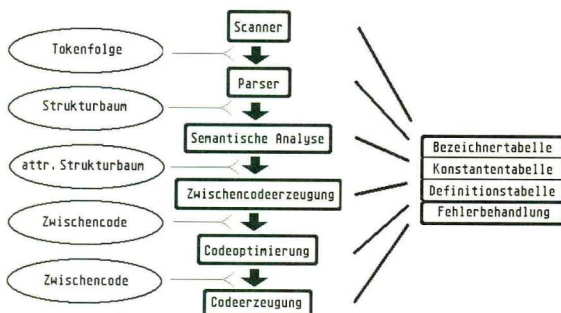 Scanner
Tokenfolge
Parser
Strukturbaum
Semantische Analyse
attr. Strukturbaum
Zwischencodeerzeugung
Zwischencode
Codeoptimierung
Zwischencode
Codeerzeugung
Bezeichnertabelle
Konstantentabelle
Definitionstabelle
Fehlerbehandlung